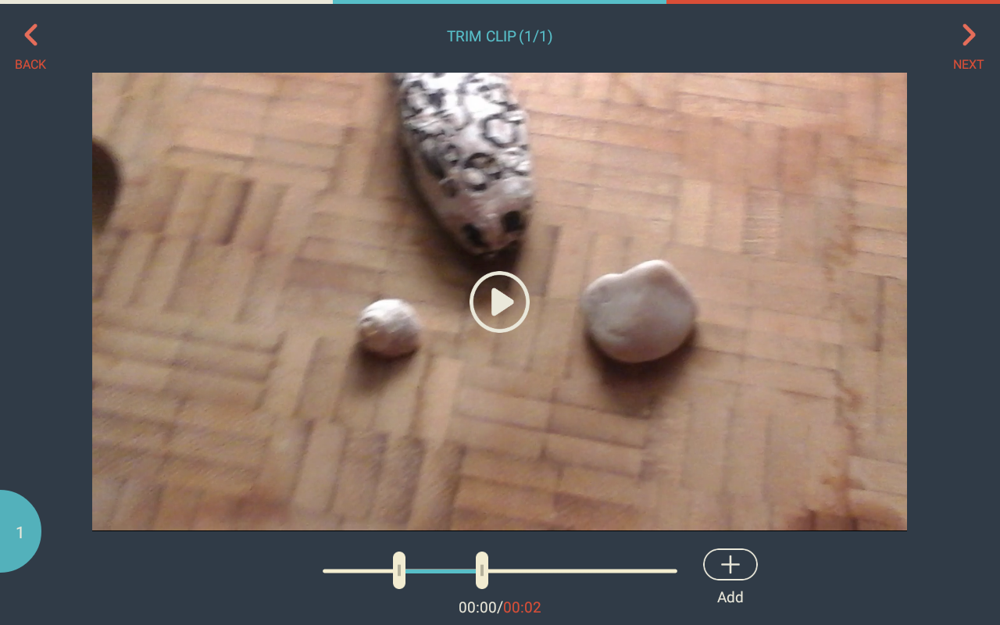 TRIM CLIP (1/1)
BACK
NEXT
1
00:00/00:02
Add